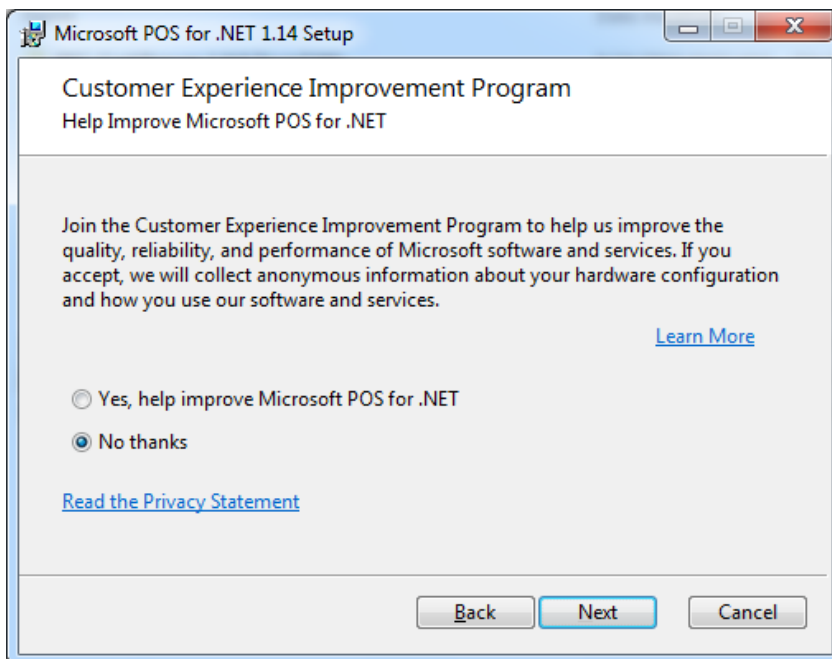 Microsoft POS for .NET 1.14 Setup
Customer Experience Improvement Program
Help Improve Microsoft POS for .NET
Join the Customer Experience Improvement Program to help us improve the
quality, reliability, and performance of Microsoft software and services. If you
accept, we will collect anonymous information about your hardware configuration
and how you use our software and services.
Learn More
Yes, help improve Microsoft POS for .NET
No thanks
Read the Privacy Statement
Back Next Cancel